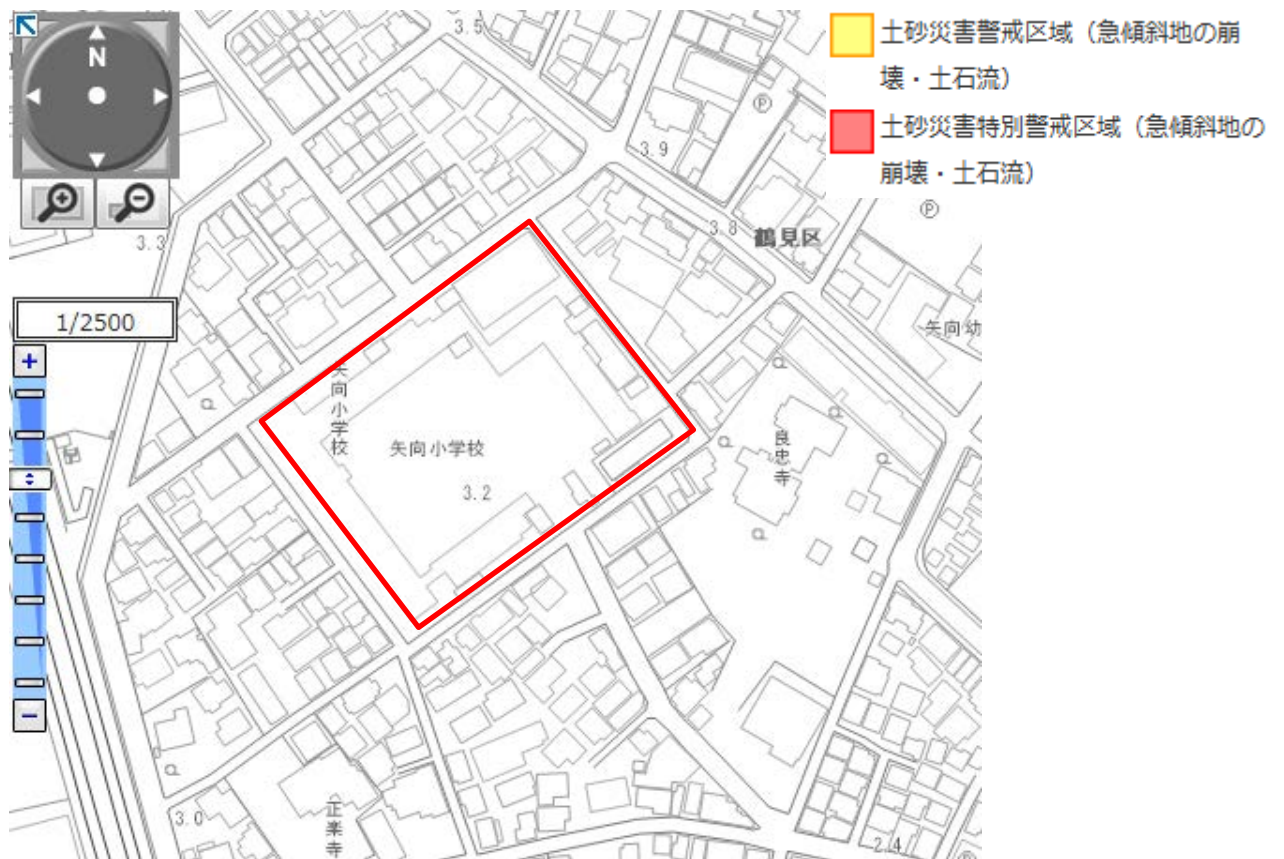 N
3.5
土砂災害警戒区域（急傾斜地の崩
壊・土石流）
土砂災害特別警戒区域（急傾斜地の
崩壊・土石流）
P
3.9
P
3.8
鶴見区
3.3
1/2500
矢向幼
+
矢向小学校
矢向小学校
3.2
良忠寺
−
3.0
正楽寺
2.4
P